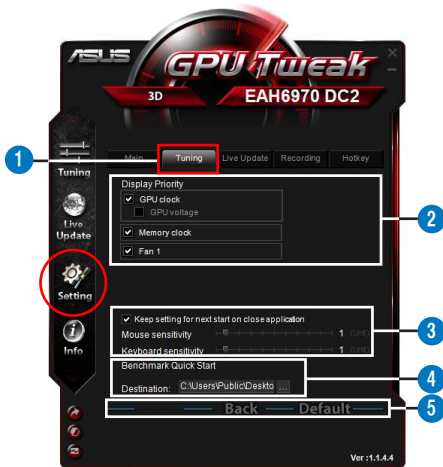 ASUS
GPU Tweak
3D EAH6970 DC2
1
Main Tuning Live Update Recording Hotkey
Tuning
Display Priority
GPU clock
GPU voltage
2
Live
Update
Memory clock
Fan 1
Setting
Keep setting for next start on close application
Mouse sensitivity 1 (Unit)
3
Info
Keyboard sensitivity 1 (Unit)
Benchmark Quick Start
4
Destination: C:\Users\Public\Deskto ...
Back Default
5
Ver :1.1.4.4